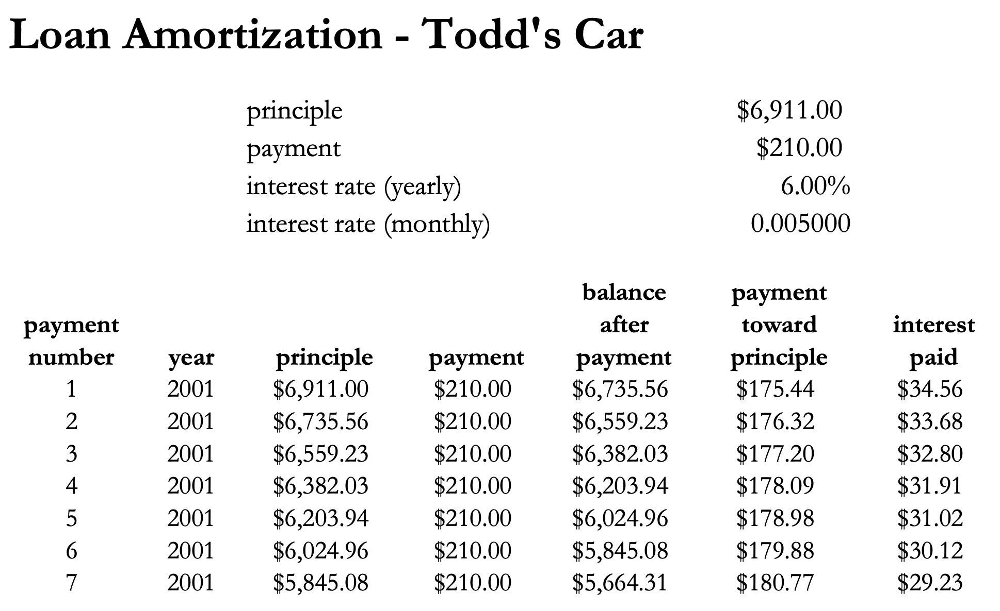 Loan Amortization - Todd's Car
principle $6,911.00
payment $210.00
interest rate (yearly) 6.00%
interest rate (monthly) 0.005000
balance payment
payment after toward interest
number year principle payment payment principle paid
1 2001 $6,911.00 $210.00 $6,735.56 $175.44 $34.56
2 2001 $6,735.56 $210.00 $6,559.23 $176.32 $33.68
3 2001 $6,559.23 $210.00 $6,382.03 $177.20 $32.80
4 2001 $6,382.03 $210.00 $6,203.94 $178.09 $31.91
5 2001 $6,203.94 $210.00 $6,024.96 $178.98 $31.02
6 2001 $6,024.96 $210.00 $5,845.08 $179.88 $30.12
7 2001 $5,845.08 $210.00 $5,664.31 $180.77 $29.23